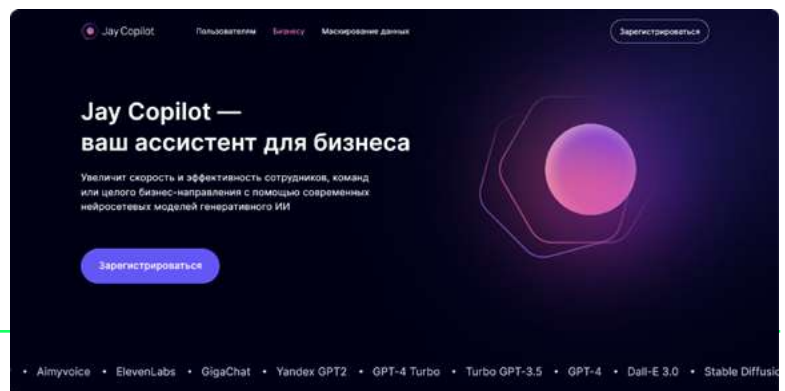 Jay Copilot Пользователям Бизнесу Маскирование данных Зарегистрироваться
Jay Copilot —
ваш ассистент для бизнеса
Увеличит скорость и эффективность сотрудников, команд
или целого бизнес-направления с помощью современных
нейросетевых моделей генеративного ИИ
Зарегистрироваться
• Aimyvoice • ElevenLabs • GigaChat • Yandex GPT2 • GPT-4 Turbo • Turbo GPT-3.5 • GPT-4 • Dall-E 3.0 • Stable Diffusic